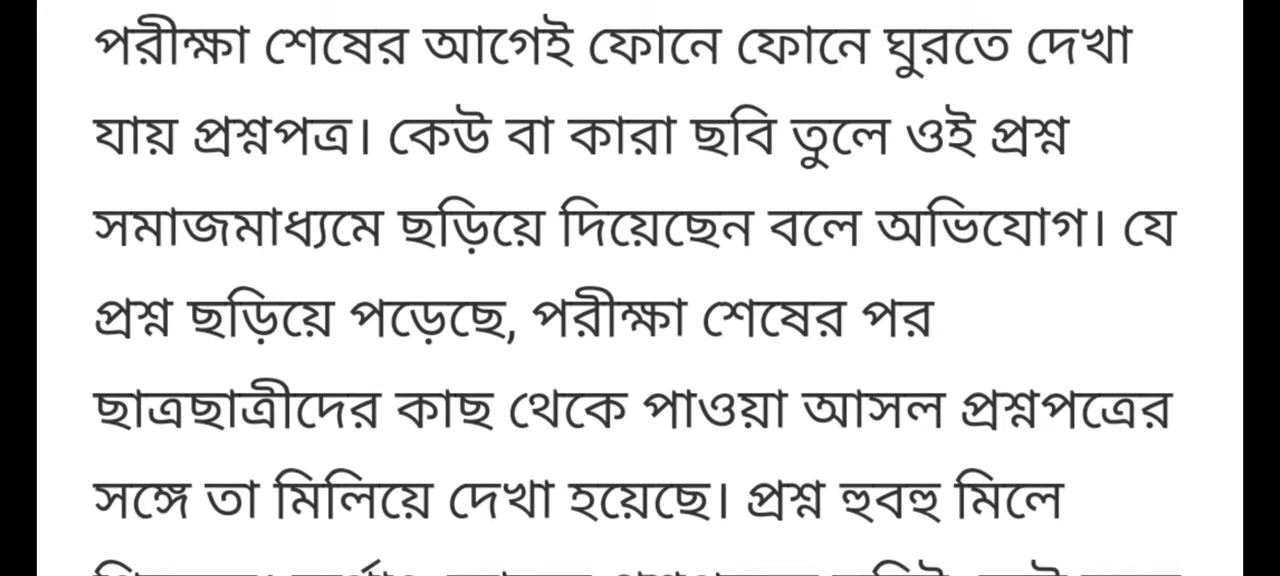 পরীক্ষা শেষের আগেই ফোনে ফোনে ঘুরতে দেখা
যায় প্রশ্নপত্র। কেউ বা কারা ছবি তুলে ওই প্রশ্ন
সমাজমাধ্যমে ছড়িয়ে দিয়েছেন বলে অভিযোগ। যে
প্রশ্ন ছড়িয়ে পড়েছে, পরীক্ষা শেষের পর
ছাত্রছাত্রীদের কাছ থেকে পাওয়া আসল প্রশ্নপত্রের
সঙ্গে তা মিলিয়ে দেখা হয়েছে। প্রশ্ন হুবহু মিলে